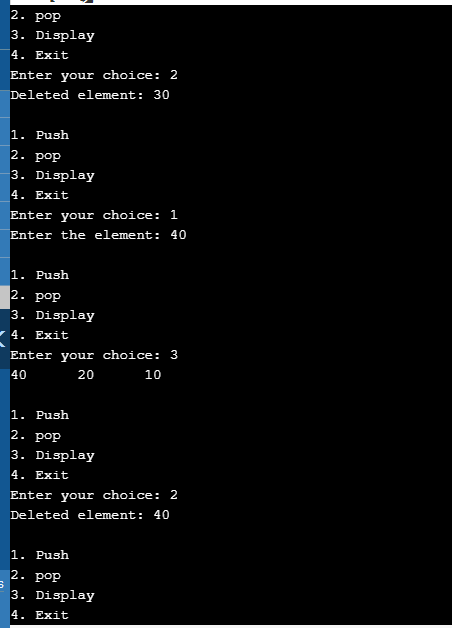 2. pop
3. Display
4. Exit
Enter your choice: 2
Deleted element: 30

1. Push
2. pop
3. Display
4. Exit
Enter your choice: 1
Enter the element: 40

1. Push
2. pop
3. Display
4. Exit
Enter your choice: 3
40      20      10

1. Push
2. pop
3. Display
4. Exit
Enter your choice: 2
Deleted element: 40

1. Push
2. pop
3. Display
4. Exit